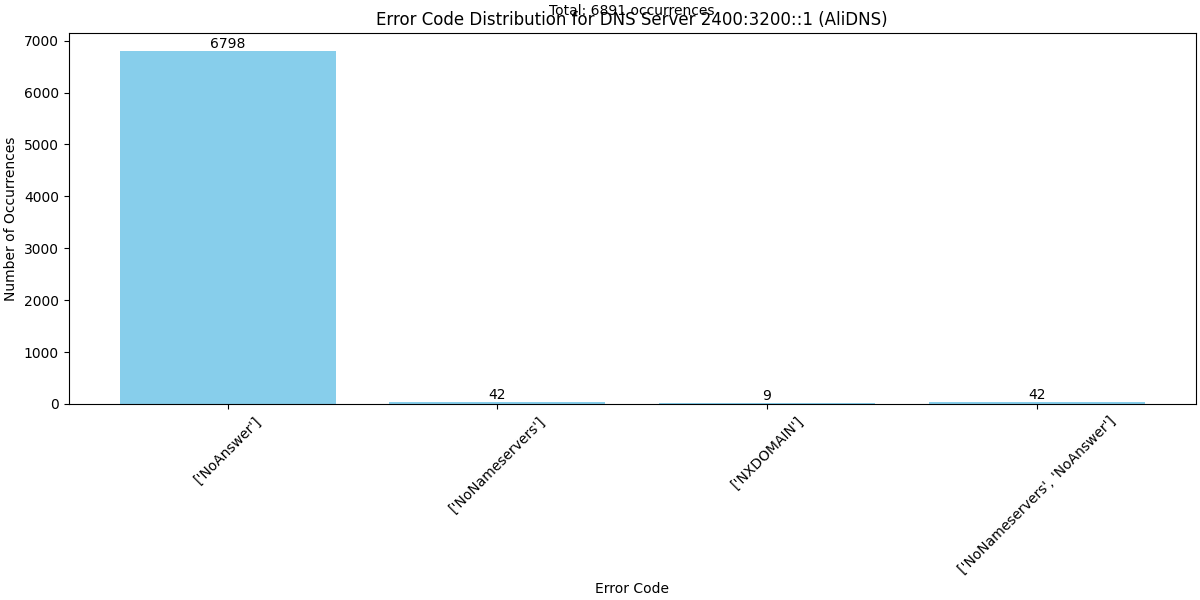 Total: 6891 occurrences
Error Code Distribution for DNS Server 2400:3200::1 (AliDNS)
Number of Occurrences
7000
6000
5000
4000
3000
2000
1000
0
6798
42
9
42
['NoAnswer']
['NoNameservers']
['NXDOMAIN']
['NoNameservers', 'NoAnswer']
Error Code